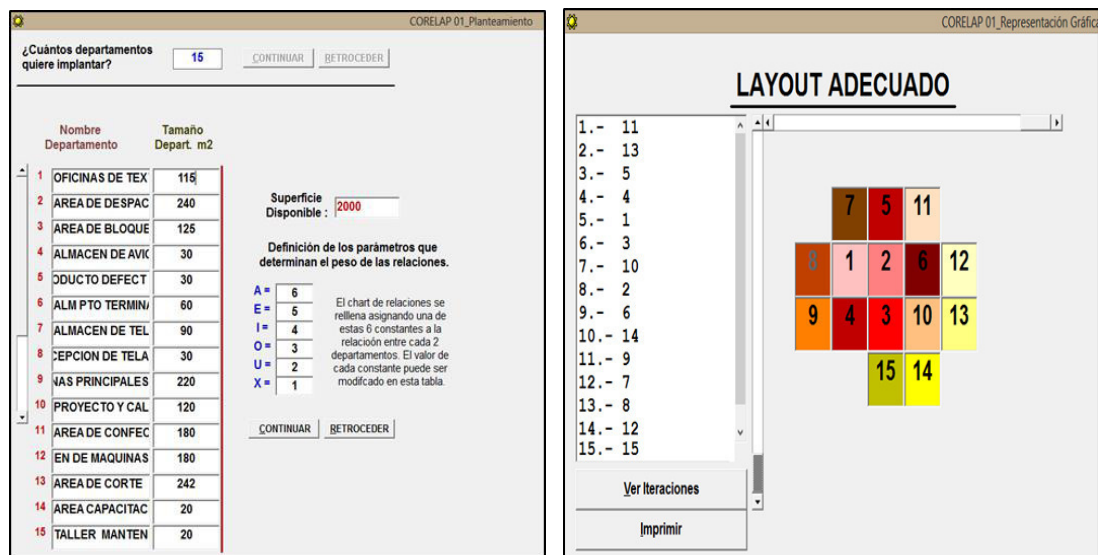 CORELAP 01_Planteamiento
¿Cuántos departamentos
quiere implantar?
15
CONTINUAR
RETROCEDER
Nombre
Departamento
Tamaño
Depart. m2
1 OFICINAS DE TEX 115
2 AREA DE DESPAC 240
3 AREA DE BLOQUE 125
4 ALMACEN DE AVIC 30
5 ODUCTO DEFECT 30
6 ALM PTO TERMINA 60
7 ALMACEN DE TEL 90
8 CEPCION DE TELA 30
9 NAS PRINCIPALES 220
10 PROYECTO Y CAL 120
11 AREA DE CONFEC 180
12 EN DE MAQUINAS 180
13 AREA DE CORTE 242
14 AREA CAPACITAC 20
15 TALLER MANTEN 20
Superficie
Disponible : 2000
Definición de los paràmetros que
determinan el peso de las relaciones.
A = 6
E = 5
I = 4
O = 3
U = 2
X = 1
El chart de relaciones se
relllena asignando una de
estas 6 constantes a la
relacioìn entre cada 2
departamentos. El valor de
cada constante puede ser
modifcado en esta tabla.
CONTINUAR
RETROCEDER
CORELAP 01_Representación Gráfica
LAYOUT ADECUADO
1.- 11
2.- 13
3.- 5
4.- 4
5.- 1
6.- 3
7.- 10
8.- 2
9.- 6
10.- 14
11.- 9
12.- 7
13.- 8
14.- 12
15.- 15
Ver Iteraciones
Imprimir
7 5 11
8 1 2 6 12
9 4 3 10 13
15 14